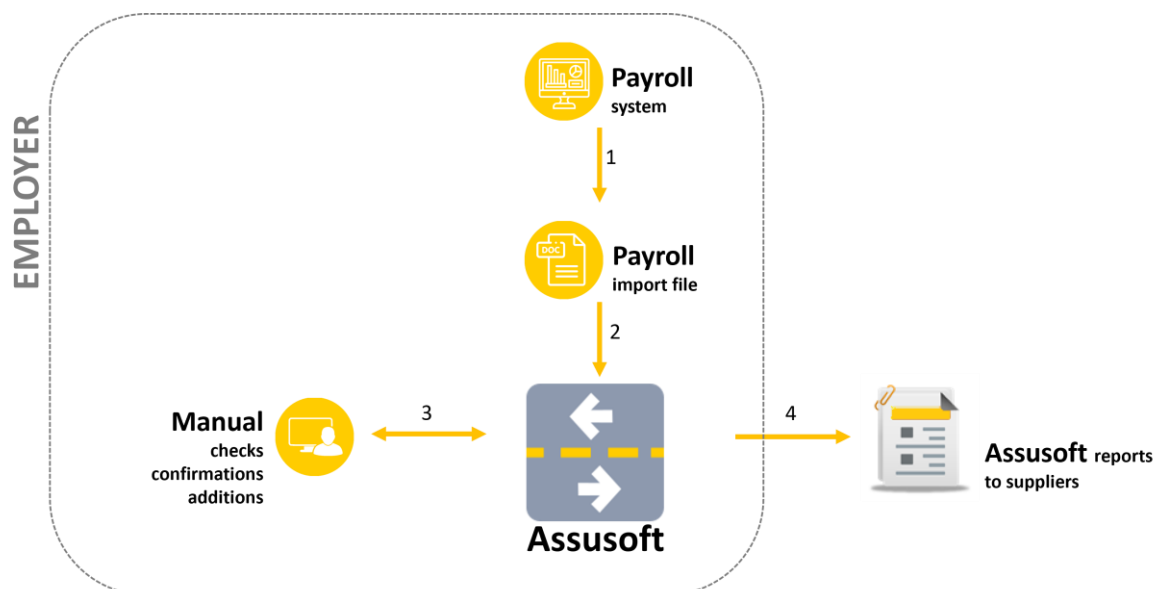 EMPLOYER
Payroll
system
1
Payroll
import file
DOC
2
Manual
checks
confirmations
additions
3
4
Assusoft
Assusoft reports
to suppliers